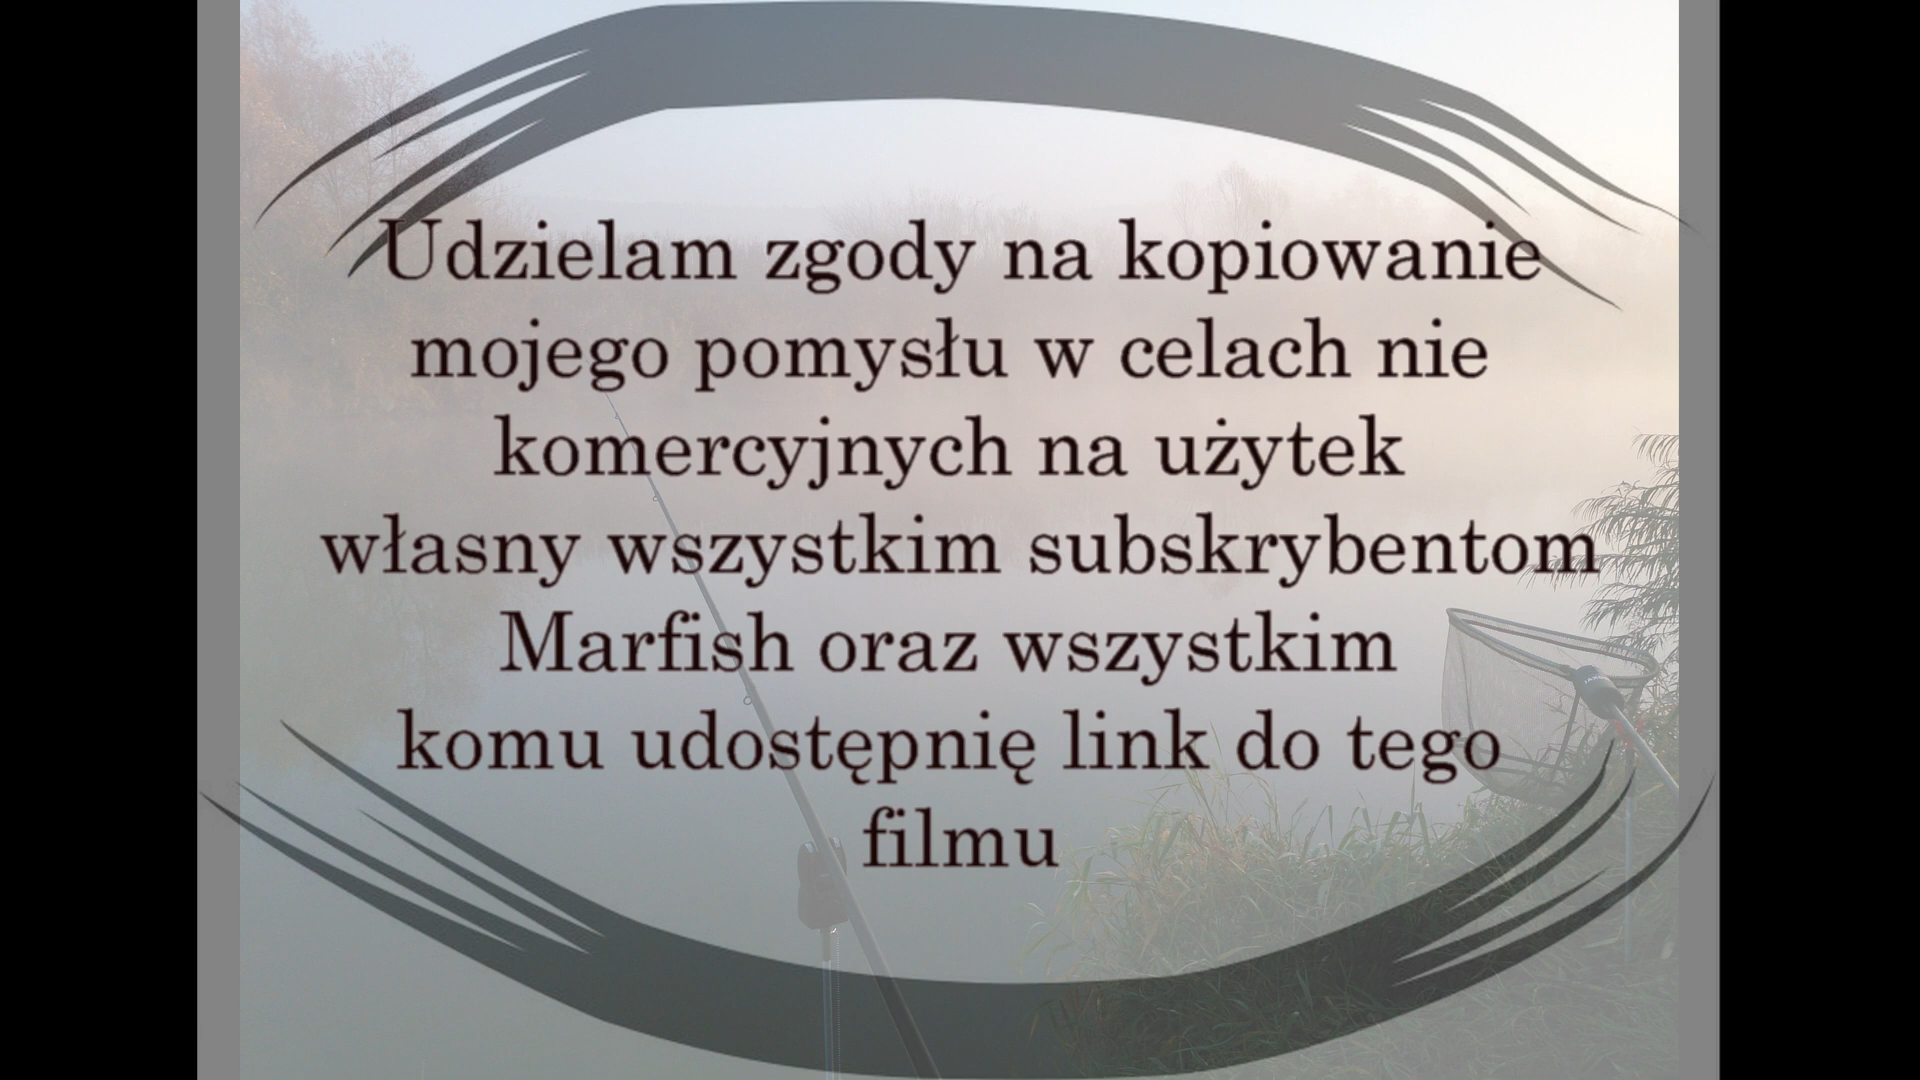 Udzielam zgody na kopiowanie
mojego pomysłu w celach nie
komercyjnych na użytek
własny wszystkim subskrybentom
Marfish oraz wszystkim
komu udostępnię link do tego
filmu